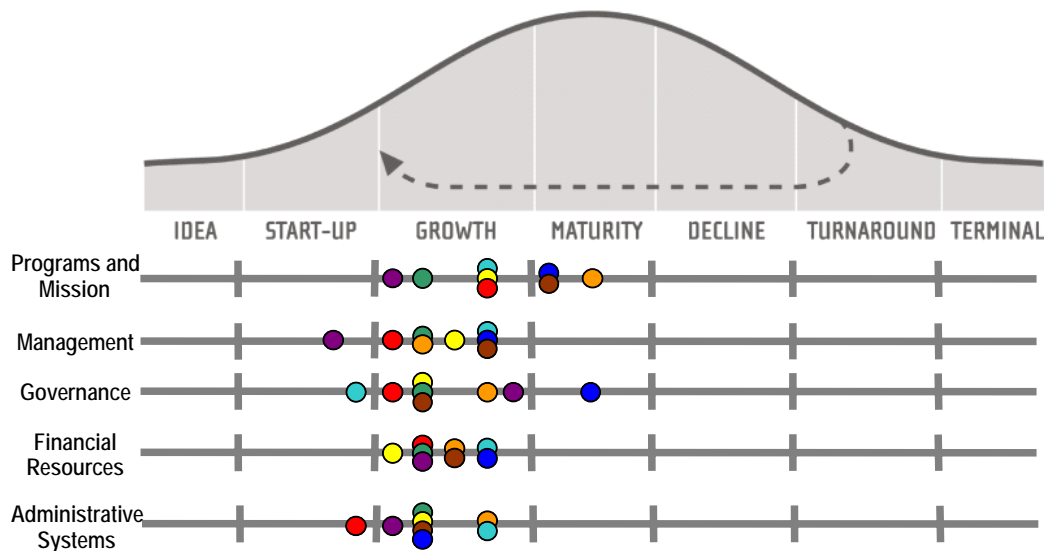 IDEA START-UP GROWTH MATURITY DECLINE TURNAROUND TERMINAL
Programs and
Mission
Management
Governance
Financial
Resources
Administrative
Systems